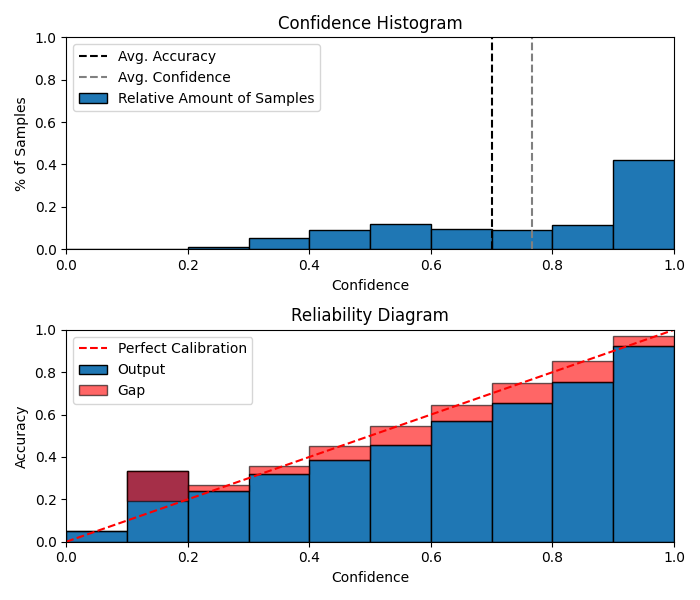 Confidence Histogram
1.0
0.8
0.6
0.4
0.2
0.0
% of Samples
Avg. Accuracy
Avg. Confidence
Relative Amount of Samples
0.0 0.2 0.4 0.6 0.8 1.0
Confidence
Reliability Diagram
1.0
0.8
0.6
0.4
0.2
0.0
Accuracy
Perfect Calibration
Output
Gap
0.0 0.2 0.4 0.6 0.8 1.0
Confidence